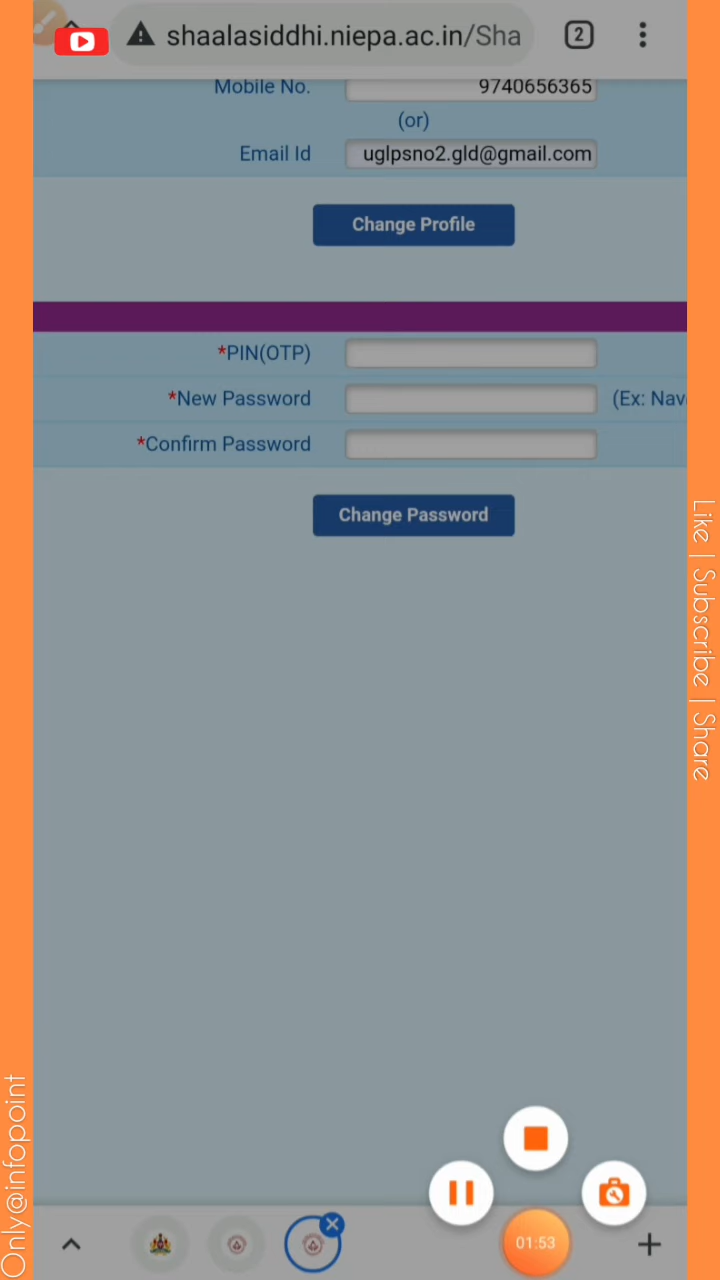 shaalasiddhi.niepa.ac.in/Sha
2
Mobile No. 9740656365
(or)
Email Id uglpsno2.gld@gmail.com
Change Profile
*PIN(OTP)
*New Password (Ex: Nav
*Confirm Password
Change Password
Like | Subscribe | Share
Only@infopoint
01:53